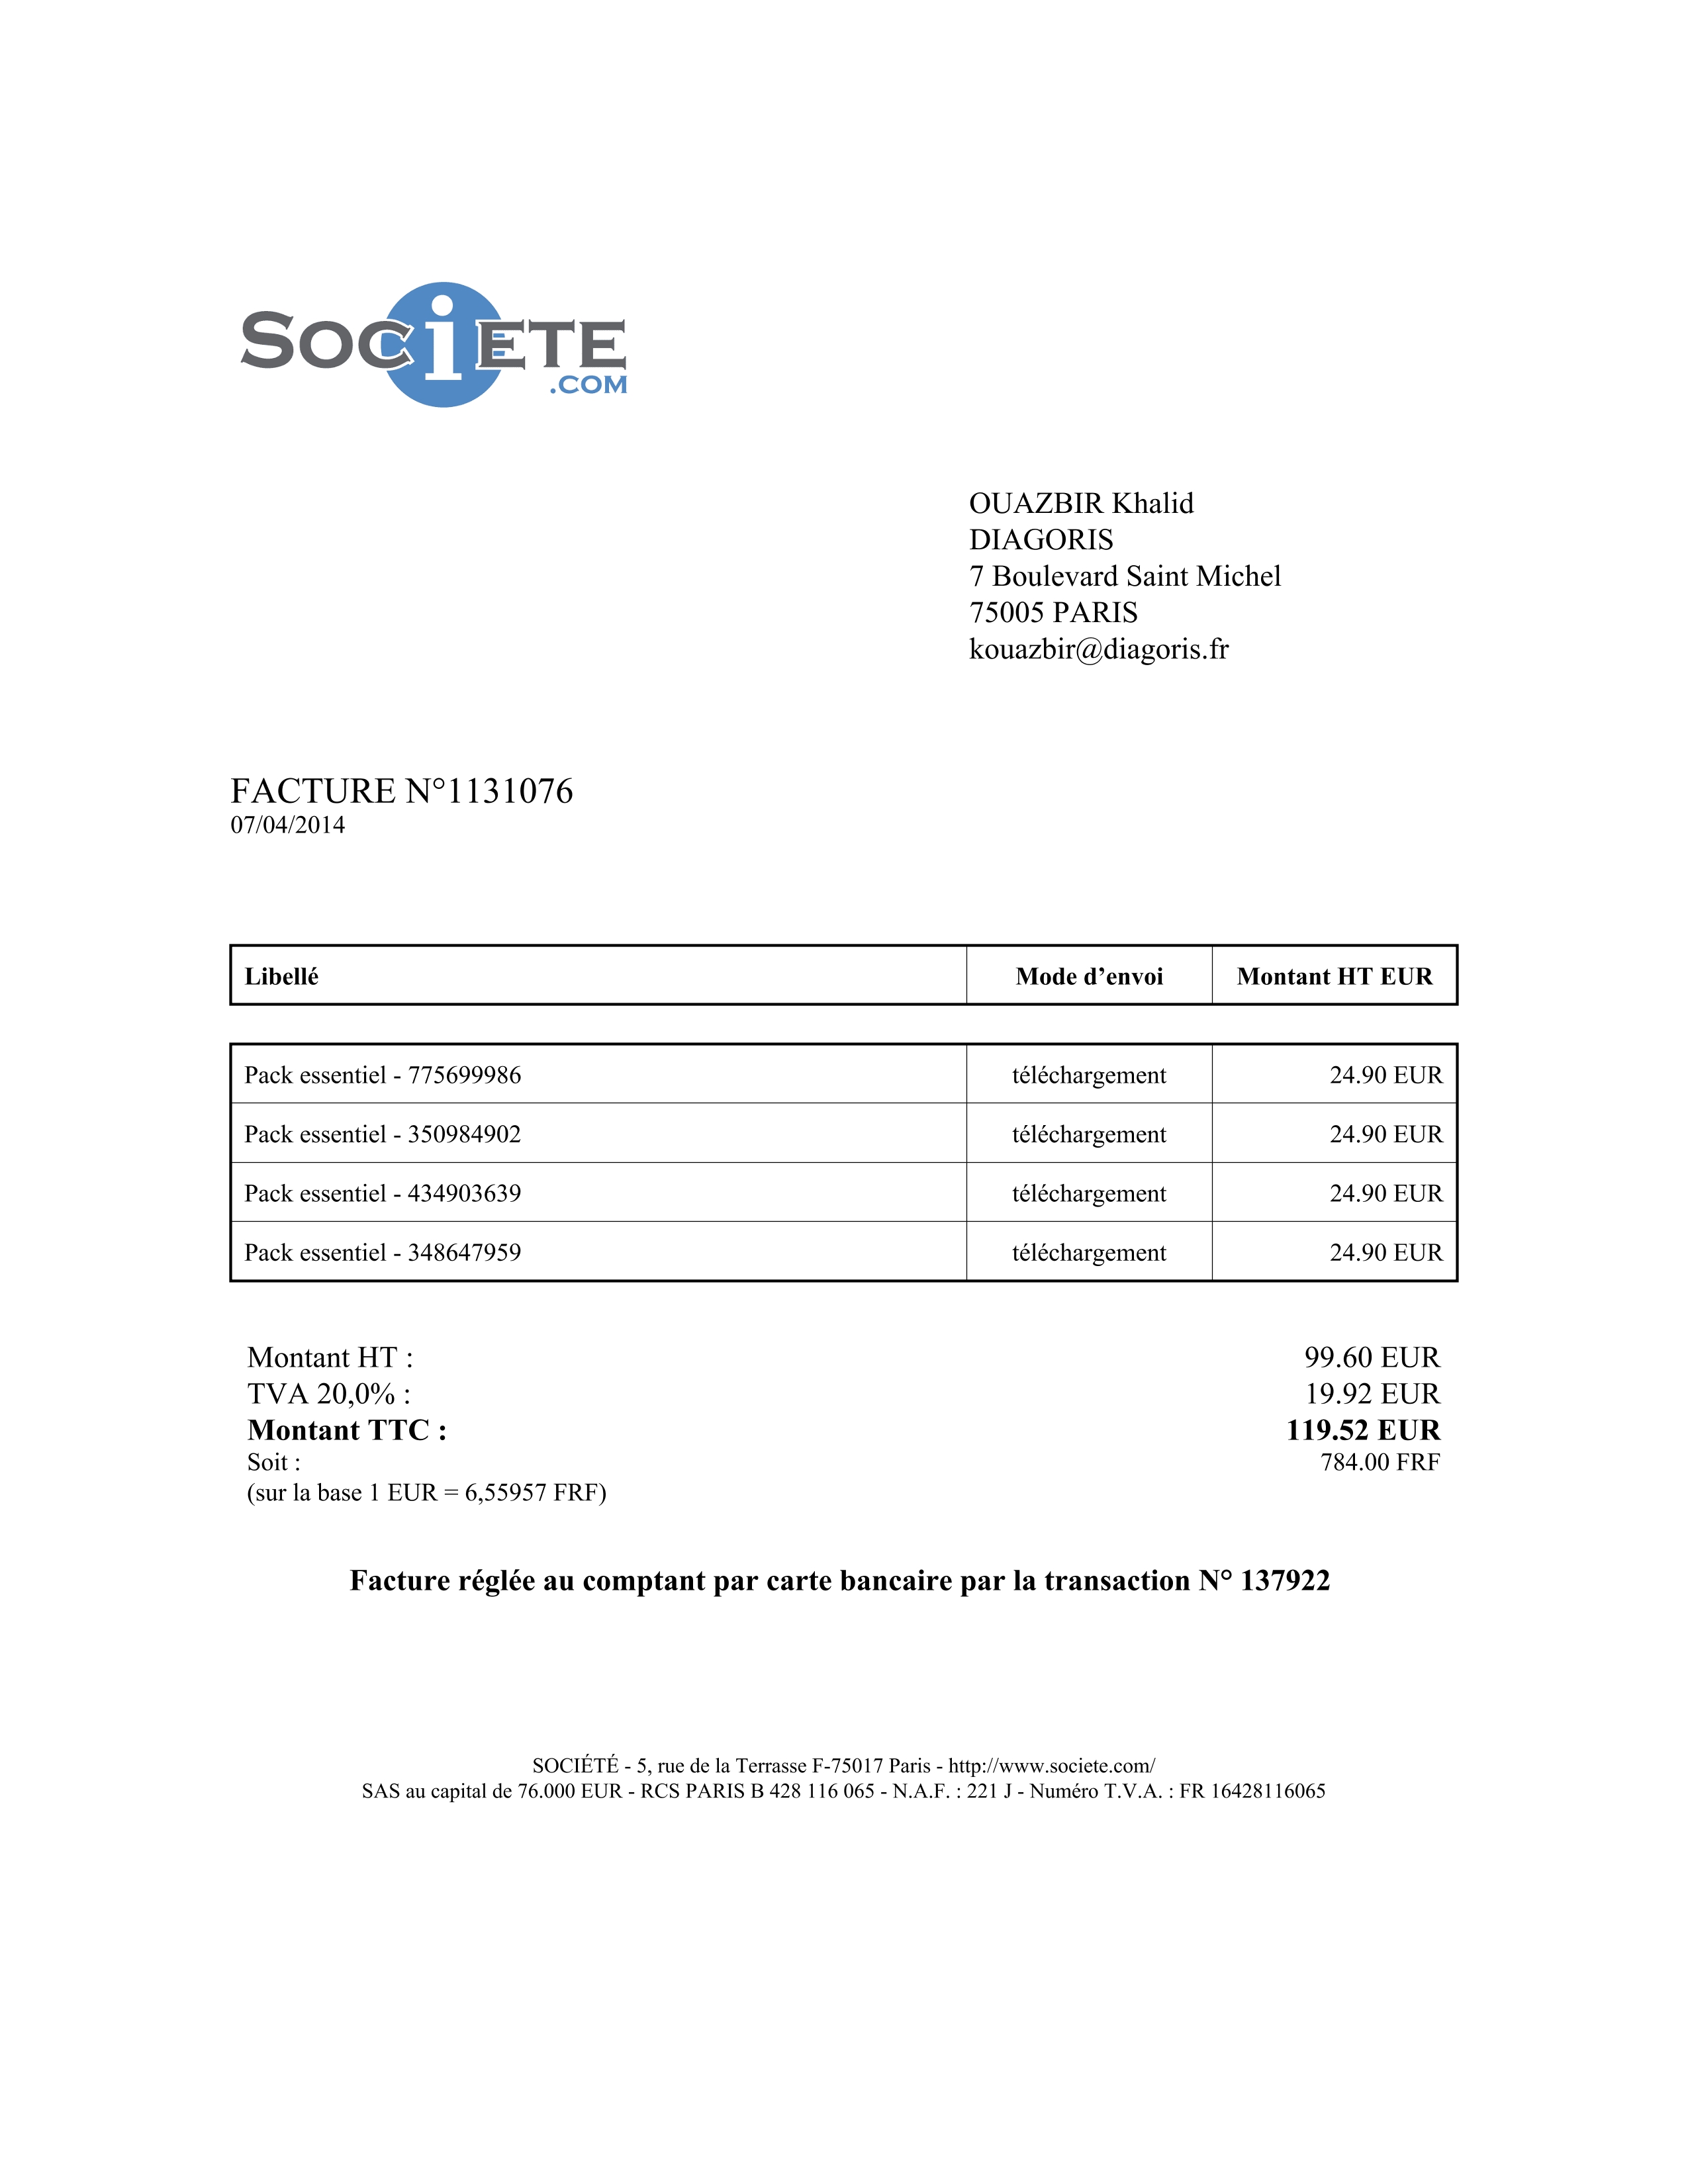 SOCIETE
.COM
OUAZBIR Khalid
DIAGORIS
7 Boulevard Saint Michel
75005 PARIS
kouazbir@diagoris.fr
FACTURE N°1131076
07/04/2014
Libellé Mode d’envoi Montant HT EUR
Pack essentiel - 775699986 téléchargement 24.90 EUR
Pack essentiel - 350984902 téléchargement 24.90 EUR
Pack essentiel - 434903639 téléchargement 24.90 EUR
Pack essentiel - 348647959 téléchargement 24.90 EUR
Montant HT : 99.60 EUR
TVA 20,0% : 19.92 EUR
Montant TTC : 119.52 EUR
Soit : 784.00 FRF
(sur la base 1 EUR = 6,55957 FRF)
Facture réglée au comptant par carte bancaire par la transaction N° 137922
SOCIÉTÉ - 5, rue de la Terrasse F-75017 Paris - http://www.societe.com/
SAS au capital de 76.000 EUR - RCS PARIS B 428 116 065 - N.A.F. : 221 J - Numéro T.V.A. : FR 16428116065